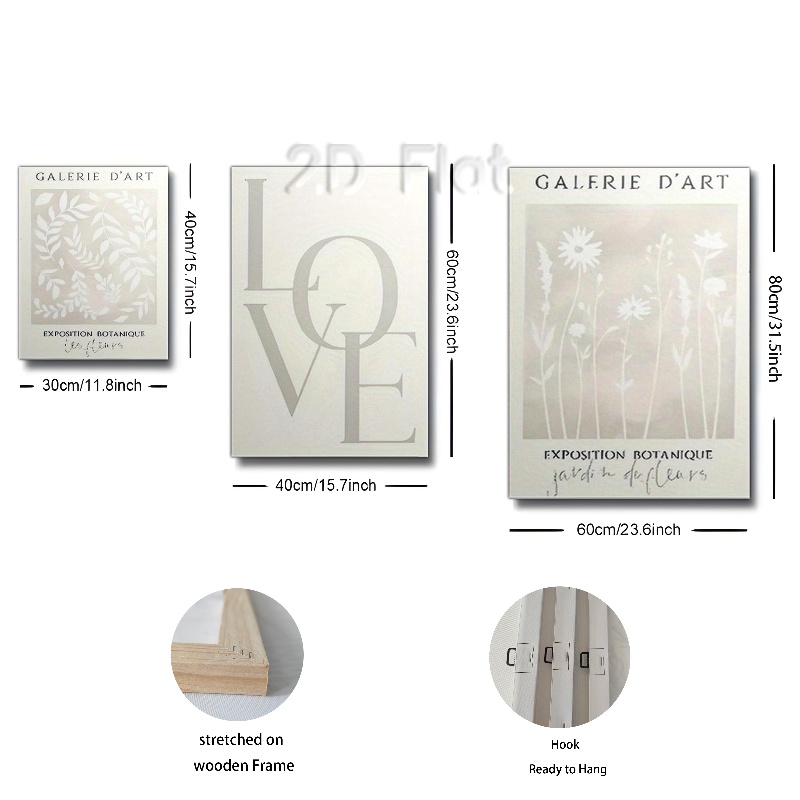 2D Flat
GALERIE D'ART
EXPOSITION BOTANIQUE
les fleurs
40cm/15.7inch
30cm/11.8inch
LOVE
60cm/23.6inch
40cm/15.7inch
GALERIE D'ART
EXPOSITION BOTANIQUE
jardin de fleurs
80cm/31.5inch
60cm/23.6inch
stretched on
wooden Frame
Hook
Ready to Hang